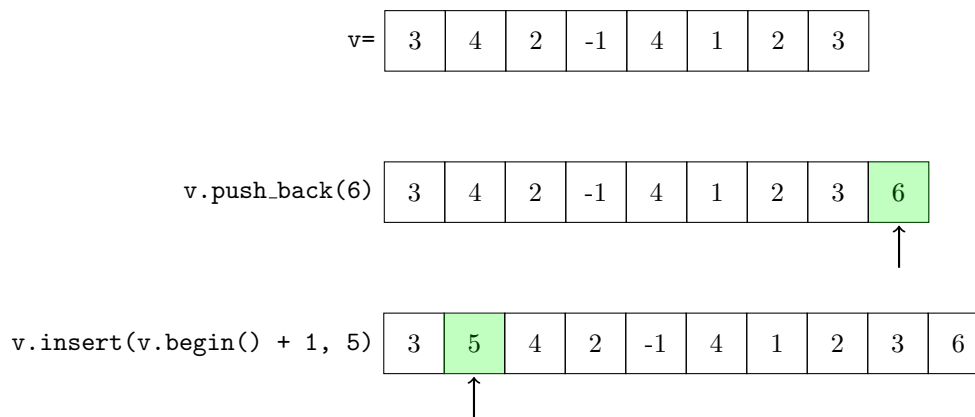 v= 3 4 2 -1 4 1 2 3
v.push_back(6) 3 4 2 -1 4 1 2 3 6
v.insert(v.begin() + 1, 5) 3 5 4 2 -1 4 1 2 3 6